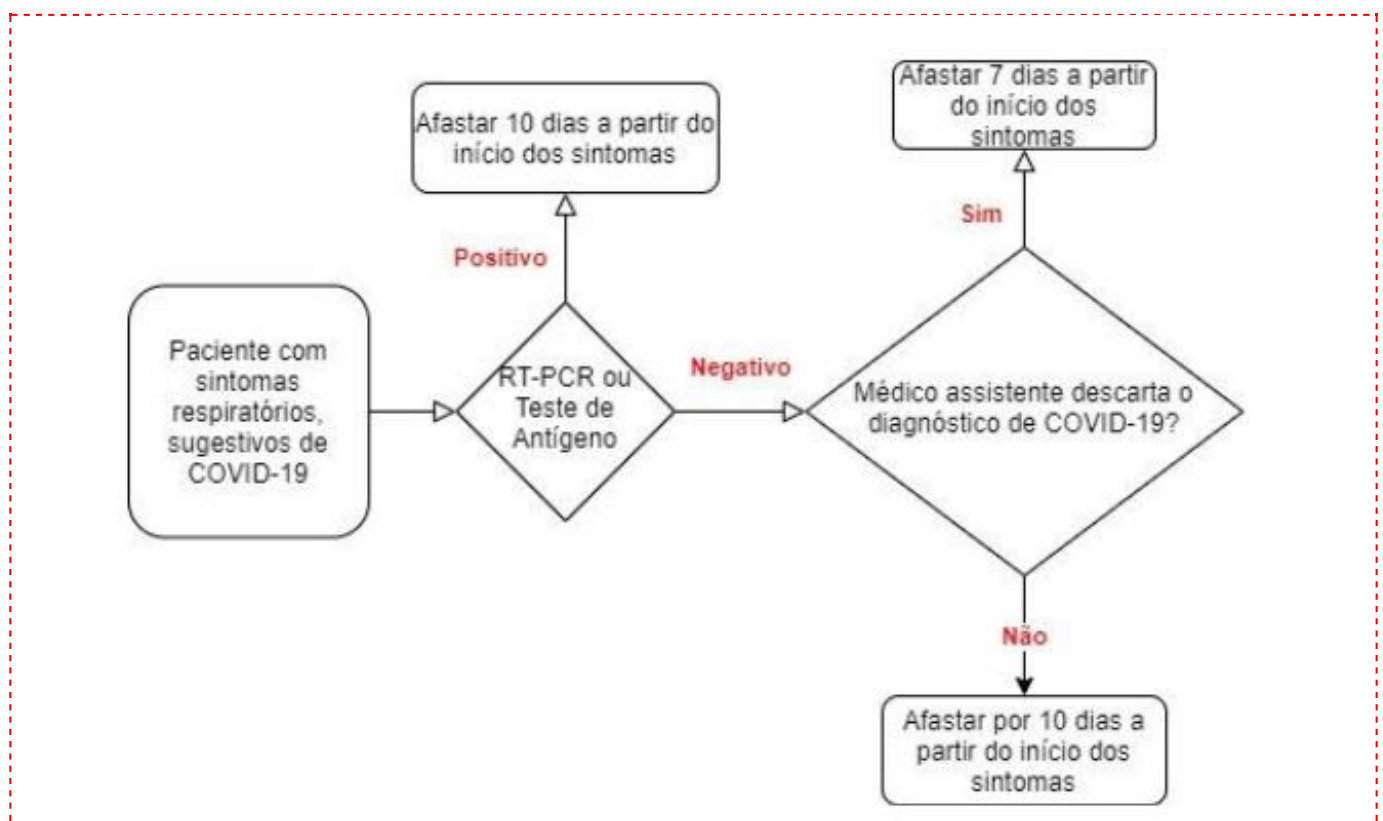 Afastar 7 dias a partir
do início dos
sintomas
Afastar 10 dias a partir do
início dos sintomas
Sim
Positivo
Paciente com
sintomas
respiratórios,
sugestivos de
COVID-19
RT-PCR ou
Teste de
Antígeno
Negativo
Médico assistente descarta o
diagnóstico de COVID-19?
Não
Afastar por 10 dias a
partir do início dos
sintomas